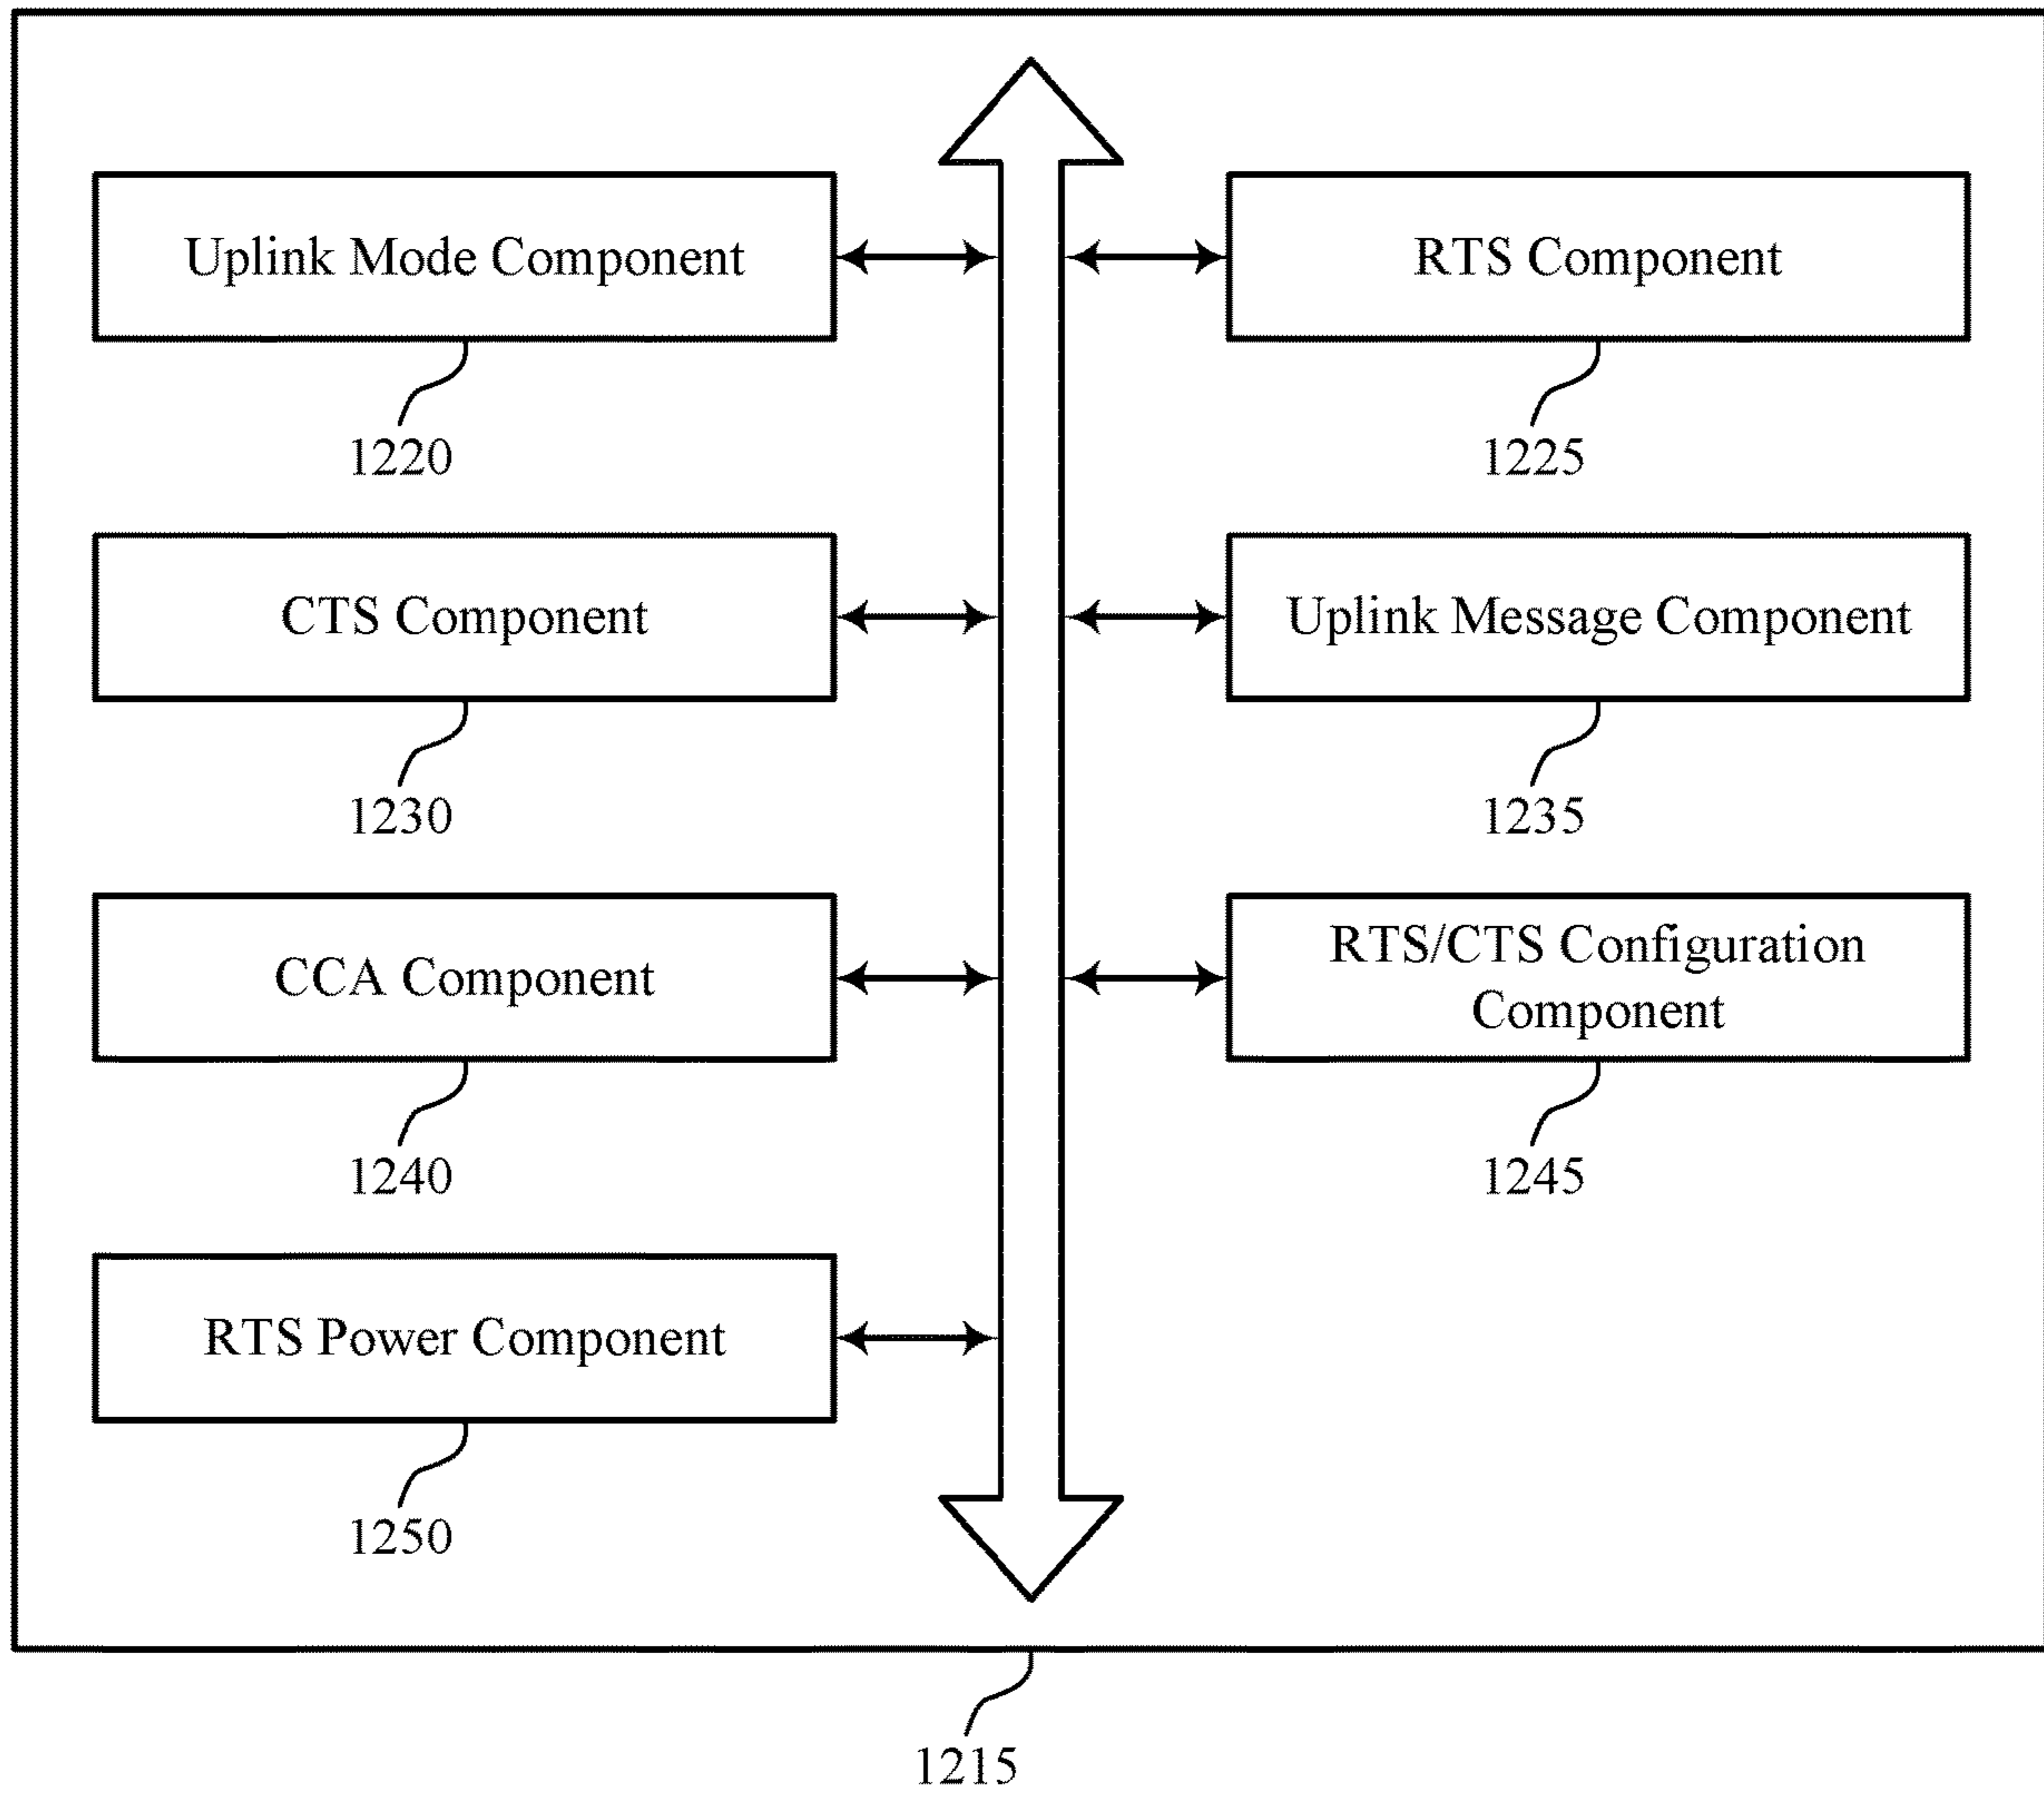 Uplink Mode Component
RTS Component
1220
1225
CTS Component
Uplink Message Component
1230
1235
CCA Component
RTS/CTS Configuration
Component
1240
1245
RTS Power Component
1250
1215